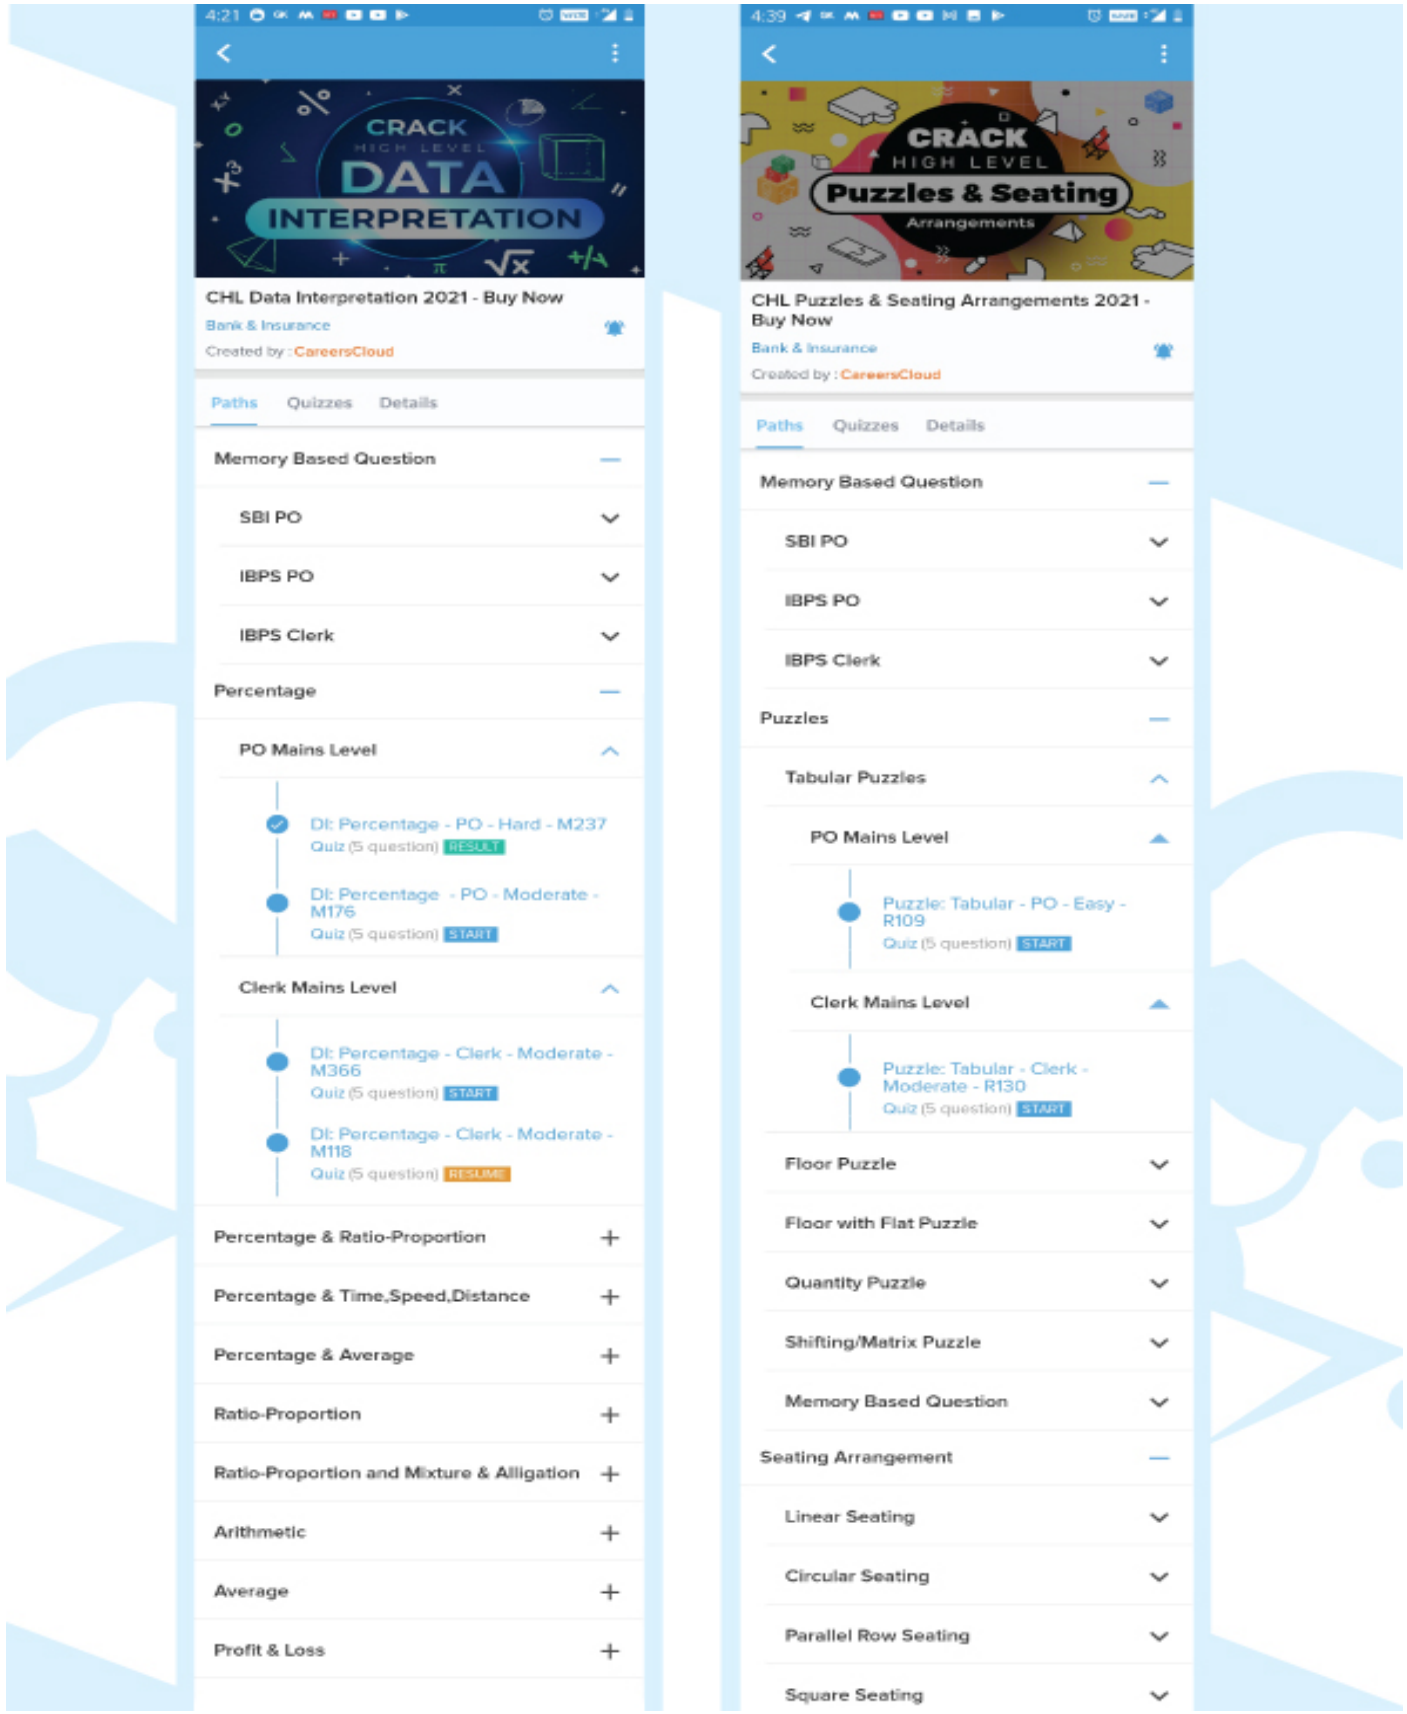 4:21
CRACK
HIGH LEVEL
DATA
INTERPRETATION
CHL Data Interpretation 2021 - Buy Now
Bank & Insurance
Created by : CareersCloud
Paths Quizzes Details
Memory Based Question
SBI PO
IBPS PO
IBPS Clerk
Percentage
PO Mains Level
DI: Percentage - PO - Hard - M237
Quiz (5 question) RESULT
DI: Percentage - PO - Moderate -
M176
Quiz (5 question) START
Clerk Mains Level
DI: Percentage - Clerk - Moderate -
M366
Quiz (5 question) START
DI: Percentage - Clerk - Moderate -
M118
Quiz (5 question) RESUME
Percentage & Ratio-Proportion
Percentage & Time,Speed,Distance
Percentage & Average
Ratio-Proportion
Ratio-Proportion and Mixture & Alligation
Arithmetic
Average
Profit & Loss
4:39
CRACK
HIGH LEVEL
Puzzles & Seating
Arrangements
CHL Puzzles & Seating Arrangements 2021 -
Buy Now
Bank & Insurance
Created by : CareersCloud
Paths Quizzes Details
Memory Based Question
SBI PO
IBPS PO
IBPS Clerk
Puzzles
Tabular Puzzles
PO Mains Level
Puzzle: Tabular - PO - Easy -
R109
Quiz (5 question) START
Clerk Mains Level
Puzzle: Tabular - Clerk -
Moderate - R130
Quiz (5 question) START
Floor Puzzle
Floor with Flat Puzzle
Quantity Puzzle
Shifting/Matrix Puzzle
Memory Based Question
Seating Arrangement
Linear Seating
Circular Seating
Parallel Row Seating
Square Seating